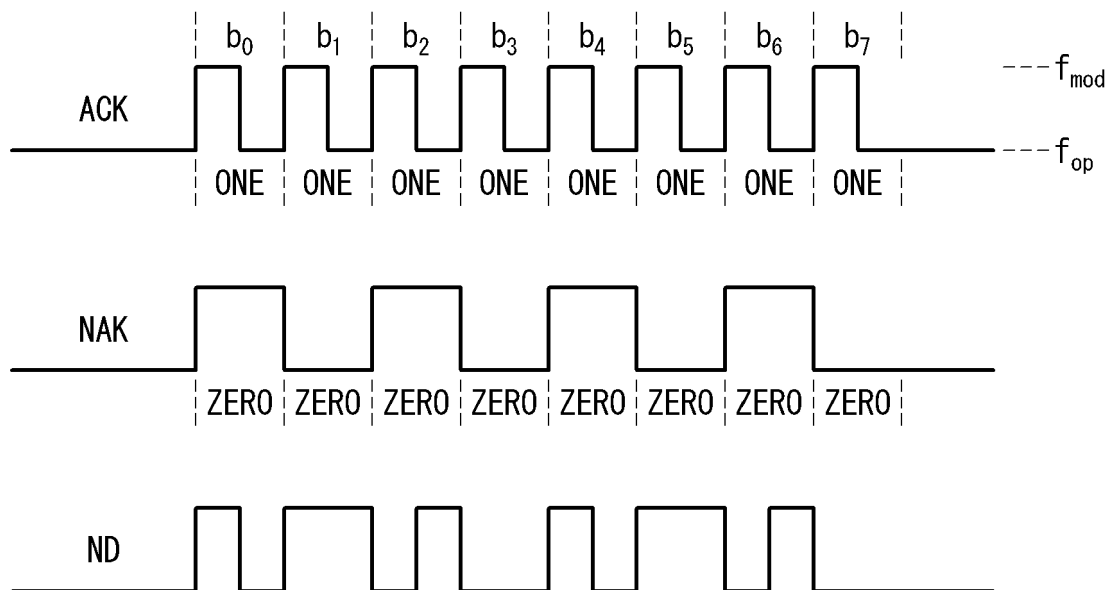 b0 b1 b2 b3 b4 b5 b6 b7
fmod
ACK
fop
ONE ONE ONE ONE ONE ONE ONE ONE
NAK
ZERO ZERO ZERO ZERO ZERO ZERO ZERO ZERO
ND